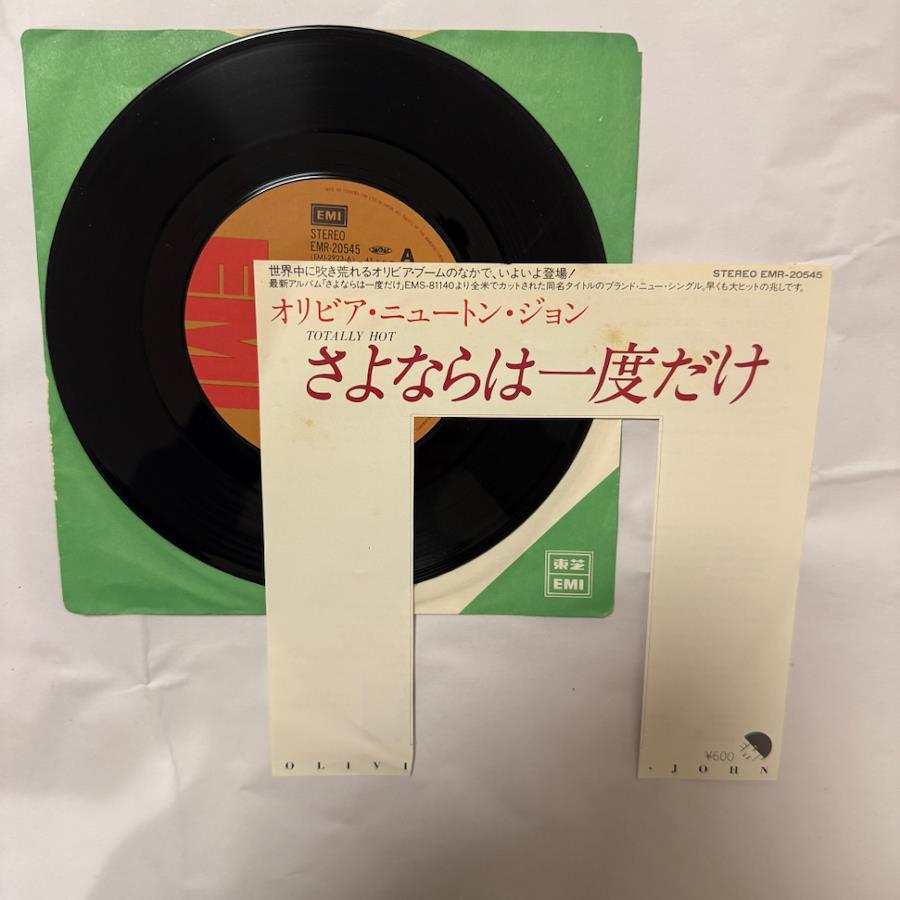 EMI
STEREO
EMR-20545
A
EMI
世界中に吹き荒れるオリビア・ブームのなかで、いよいよ登場!
STEREO EMR-20545
最新アルバム「さよならは一度だけ」EMS-81140より全米でカットされた同名タイトルのブランド・ニュー・シングル。早くも大ヒットの兆しです。
オリビア・ニュートン・ジョン
TOTALLY HOT
さよならは一度だけ
東芝
EMI
¥600
OLIVI
-JOHN